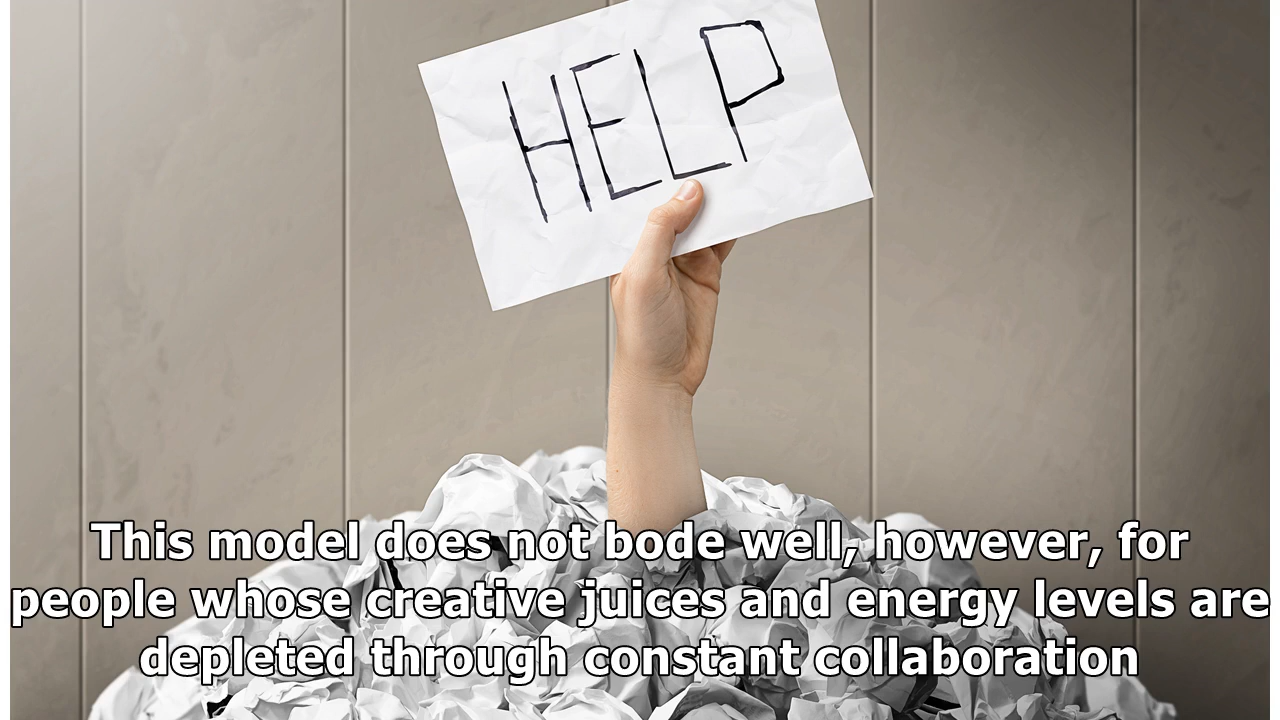 HELP
This model does not bode well, however, for
people whose creative juices and energy levels are
depleted through constant collaboration